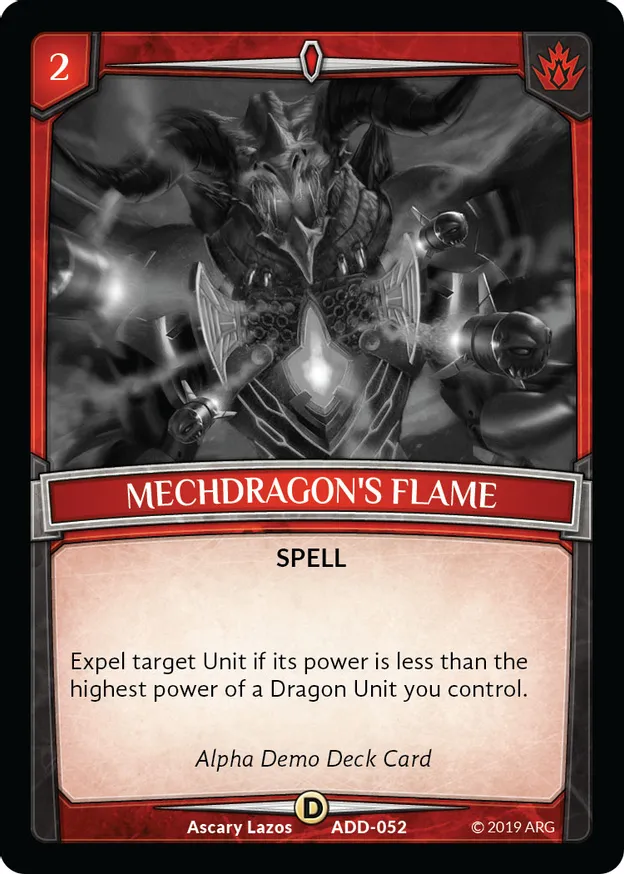 2
MECHDRAGON'S FLAME
SPELL
Expel target Unit if its power is less than the
highest power of a Dragon Unit you control.
Alpha Demo Deck Card
D
Ascary Lazos ADD-052 © 2019 ARG